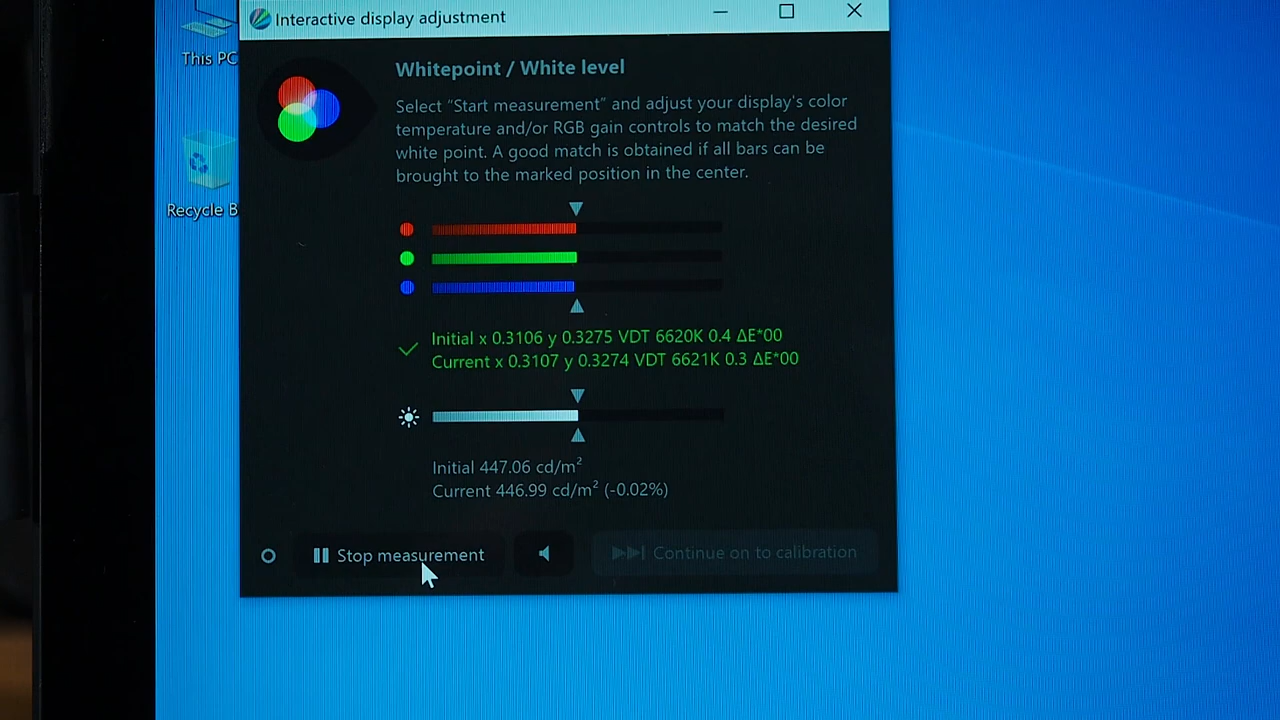 Interactive display adjustment
This PC
Whitepoint / White level
Select "Start measurement" and adjust your display's color
temperature and/or RGB gain controls to match the desired
white point. A good match is obtained if all bars can be
brought to the marked position in the center.
Recycle B
Initial x 0.3106 y 0.3275 VDT 6620K 0.4 ΔE*00
Current x 0.3107 y 0.3274 VDT 6621K 0.3 ΔE*00
Initial 447.06 cd/m²
Current 446.99 cd/m² (-0.02%)
Stop measurement
Continue on to calibration